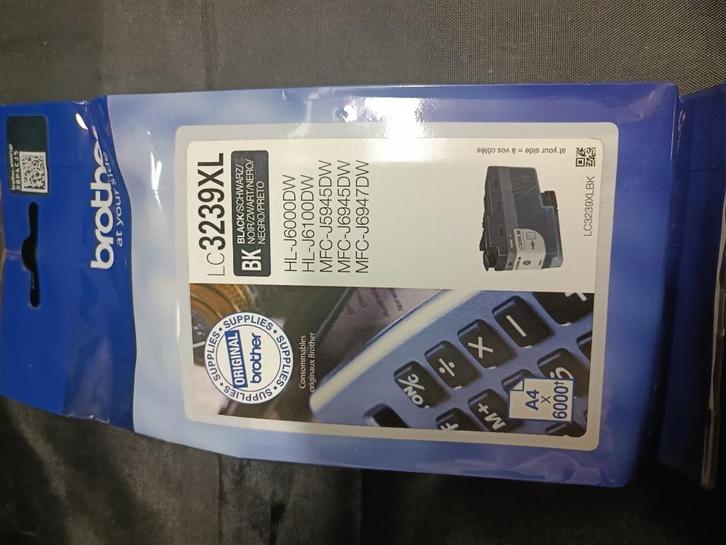 brother
at your side
LC3239XL
BK
BLACK/SCHWARZ/
NOIR/ZWART/NERO/
NEGRO/PRETO
HL-J6000DW
HL-J6100DW
MFC-J5945DW
MFC-J6945DW
MFC-J6947DW
at your side = à vos côtés
LC3239XLBK
SUPPLIES • SUPPLIES • SUPPLIES • SUPPLIES •
ORIGINAL
brother
Consommables
originaux Brother
%
÷
X
−
M+
A4
x
6000†